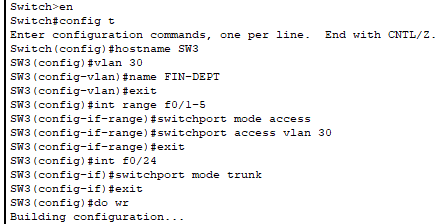 Switch>en
Switch#config t
Enter configuration commands, one per line.  End with CNTL/Z.
Switch(config)#hostname SW3
SW3(config)#vlan 30
SW3(config-vlan)#name FIN-DEPT
SW3(config-vlan)#exit
SW3(config)#int range f0/1-5
SW3(config-if-range)#switchport mode access
SW3(config-if-range)#switchport access vlan 30
SW3(config-if-range)#exit
SW3(config)#int f0/24
SW3(config-if)#switchport mode trunk
SW3(config-if)#exit
SW3(config)#do wr
Building configuration...